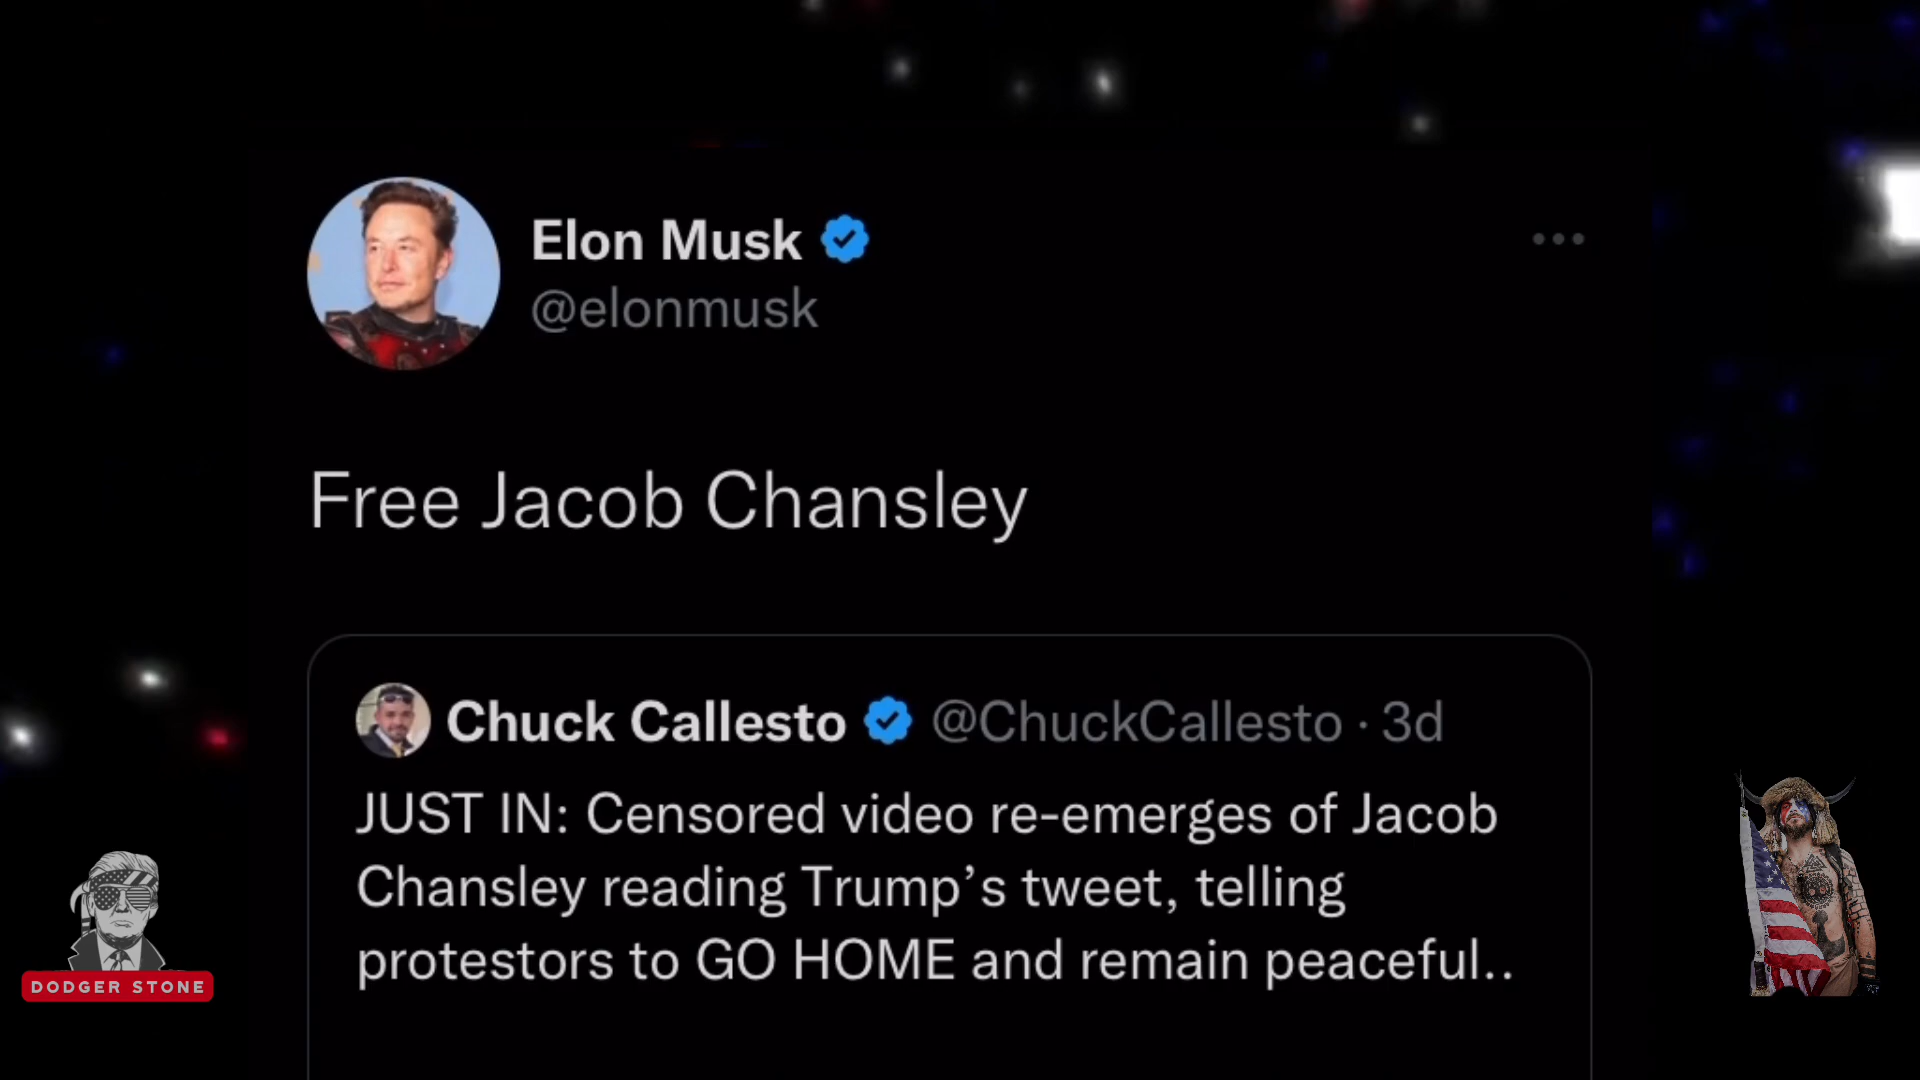 Elon Musk
@elonmusk
Free Jacob Chansley
Chuck Callesto @ChuckCallesto · 3d
JUST IN: Censored video re-emerges of Jacob
Chansley reading Trump’s tweet, telling
protestors to GO HOME and remain peaceful..
DODGER STONE